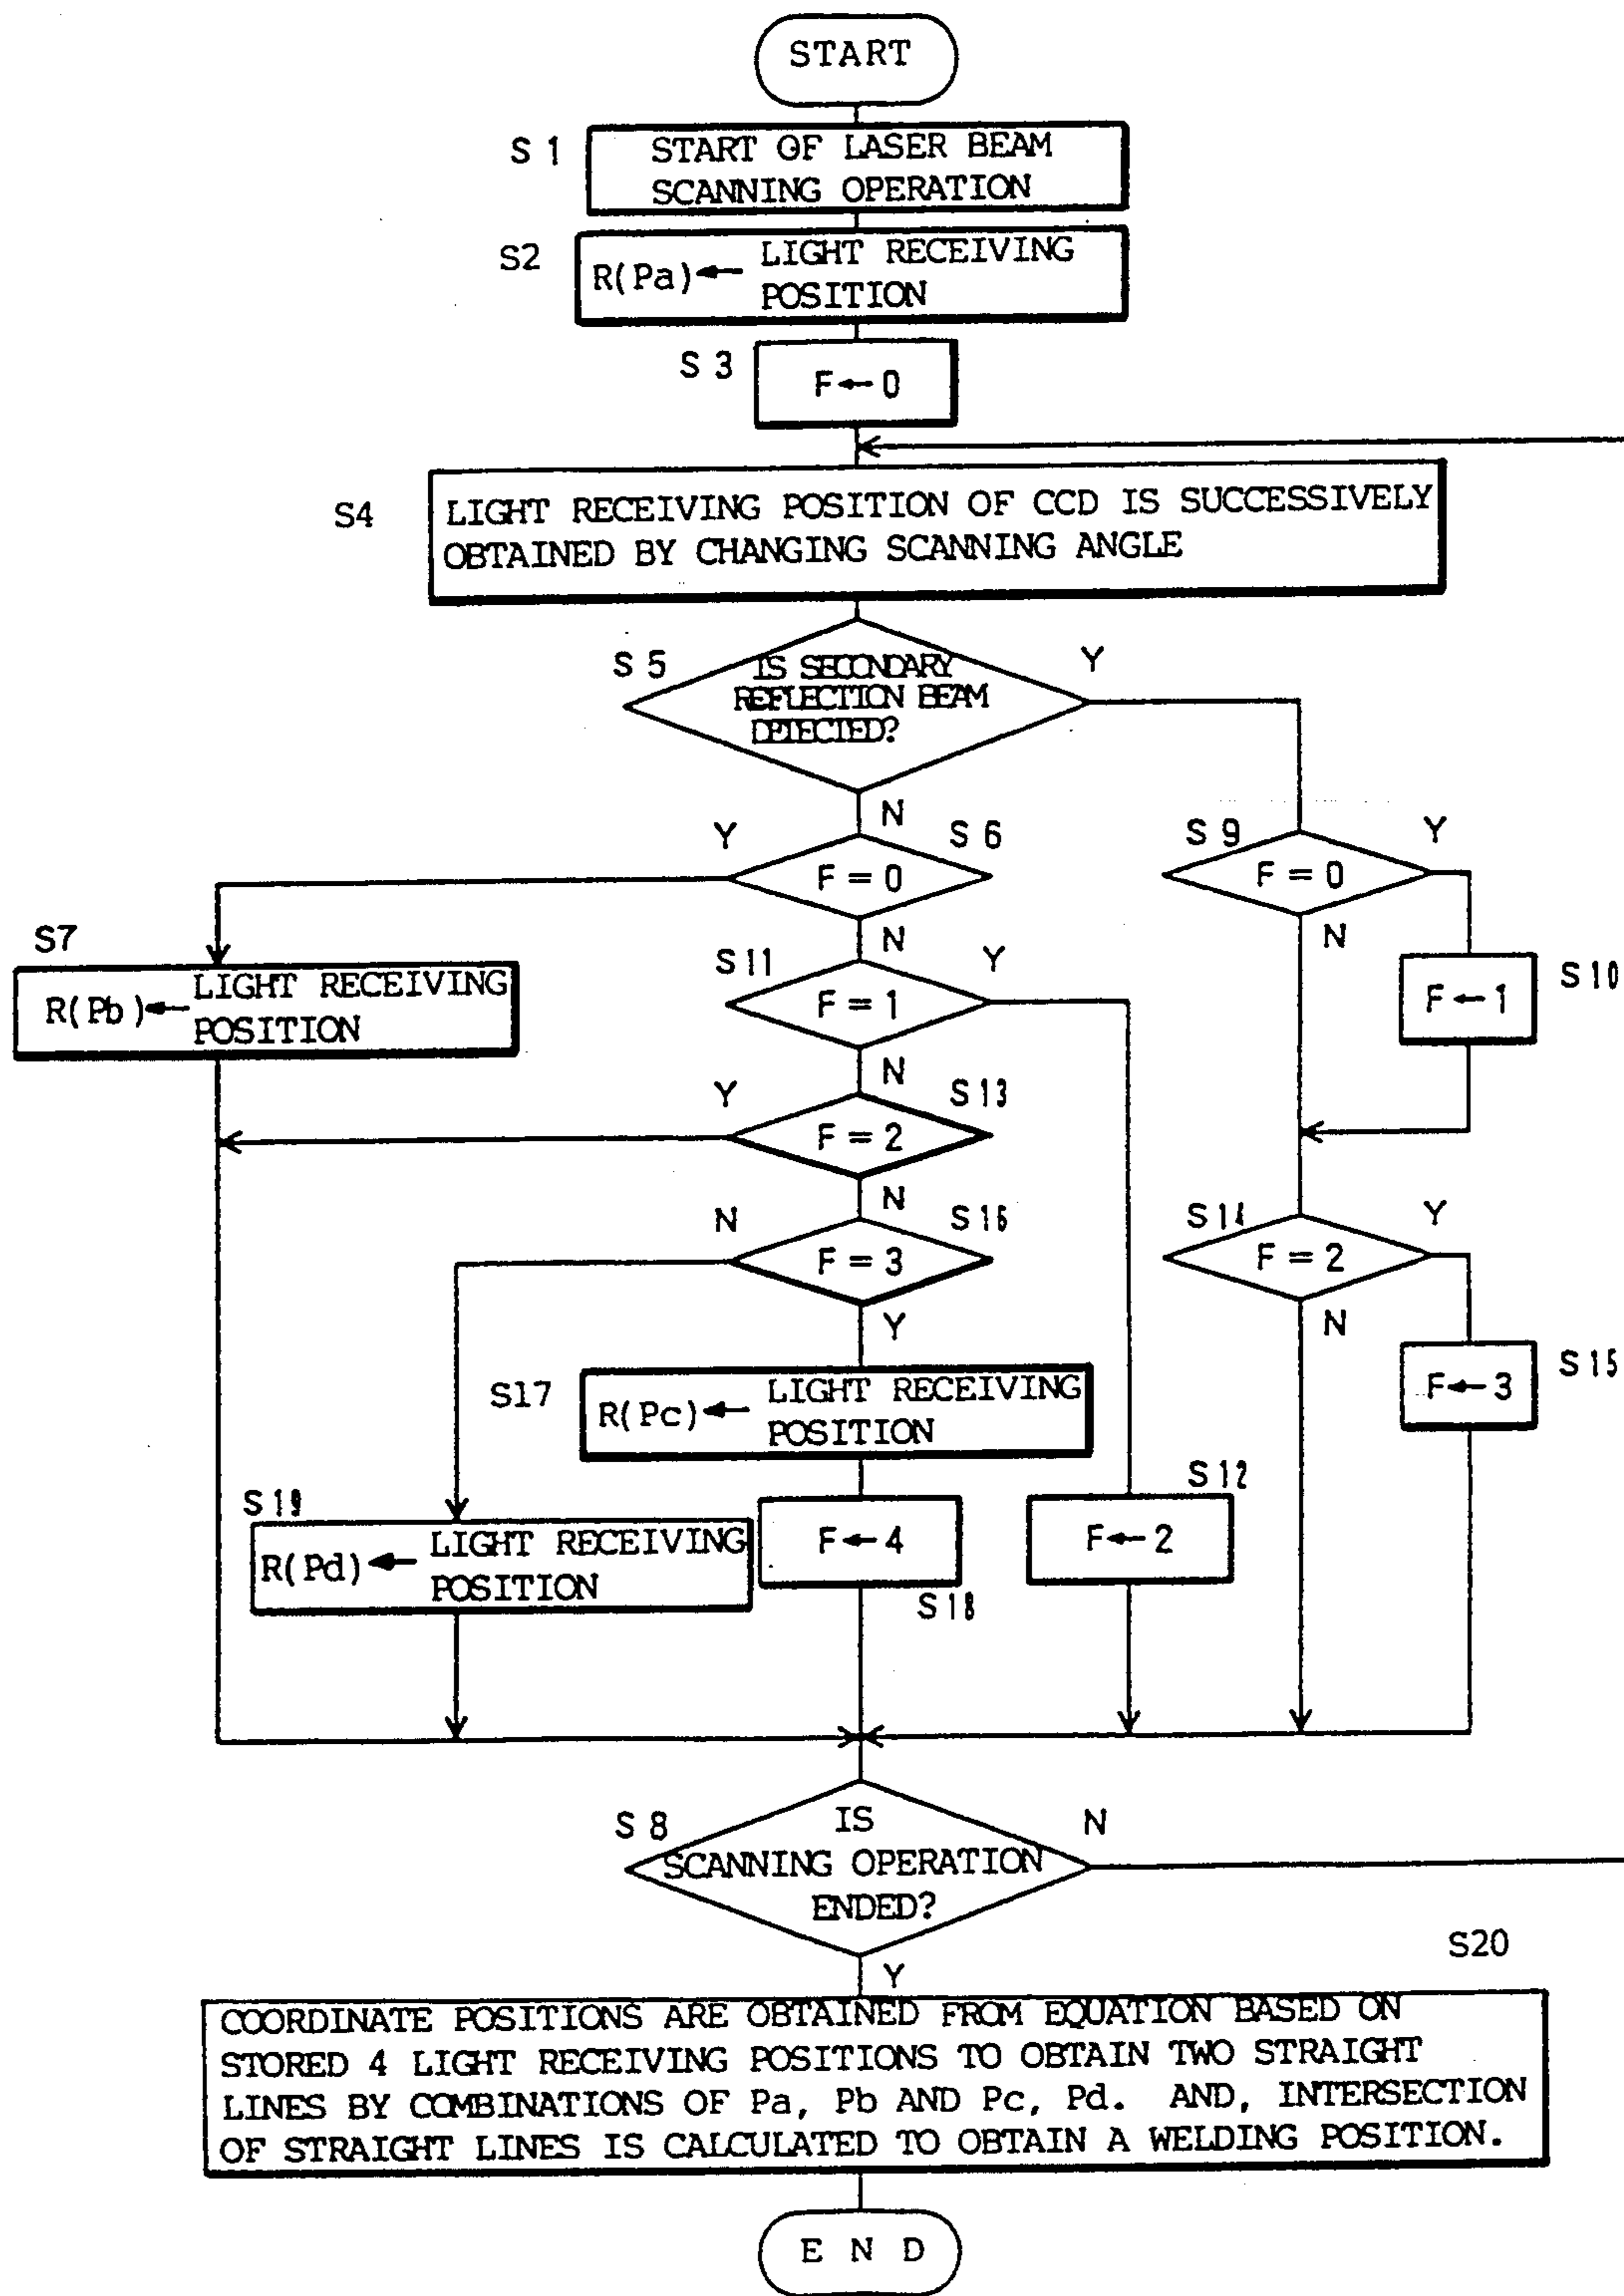 START
S 1
START OF LASER BEAM
SCANNING OPERATION
S2
R(Pa)← LIGHT RECEIVING
POSITION
S 3
F←0
S4
LIGHT RECEIVING POSITION OF CCD IS SUCCESSIVELY
OBTAINED BY CHANGING SCANNING ANGLE
S 5
IS SECONDARY
REFLECTION BEAM
DETECTED?
Y
N
Y
S 6
F = 0
S 9
F = 0
Y
N
N
S7
R(Pb)← LIGHT RECEIVING
POSITION
S 11
F = 1
Y
F←1
S 10
N
Y
S 13
F = 2
N
N
S 16
F = 3
S 14
F = 2
Y
Y
N
S17
R(Pc)← LIGHT RECEIVING
POSITION
F←3
S 15
S 19
R(Pd)← LIGHT RECEIVING
POSITION
F←4
S 18
S 12
F←2
S 8
IS
SCANNING OPERATION
ENDED?
N
Y
S20
COORDINATE POSITIONS ARE OBTAINED FROM EQUATION BASED ON
STORED 4 LIGHT RECEIVING POSITIONS TO OBTAIN TWO STRAIGHT
LINES BY COMBINATIONS OF Pa, Pb AND Pc, Pd. AND, INTERSECTION
OF STRAIGHT LINES IS CALCULATED TO OBTAIN A WELDING POSITION.
E N D